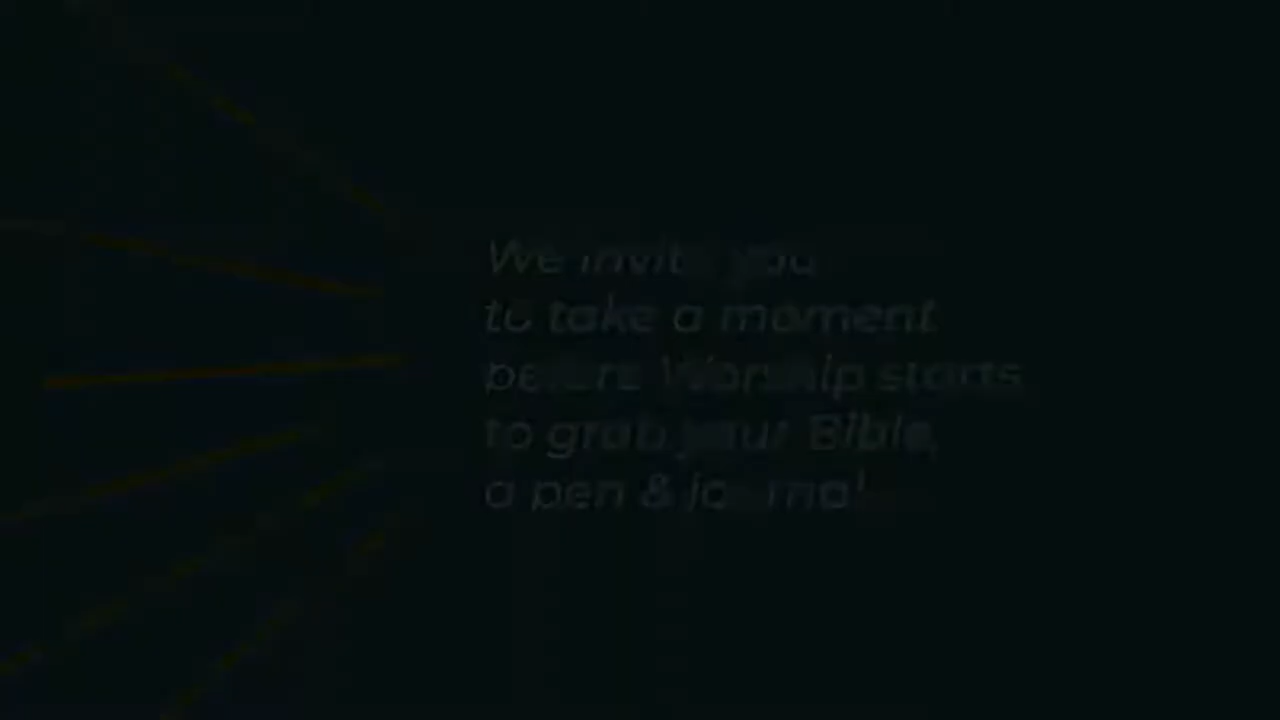 We invite you
to take a moment
before Worship starts
to grab your Bible,
a pen & journal